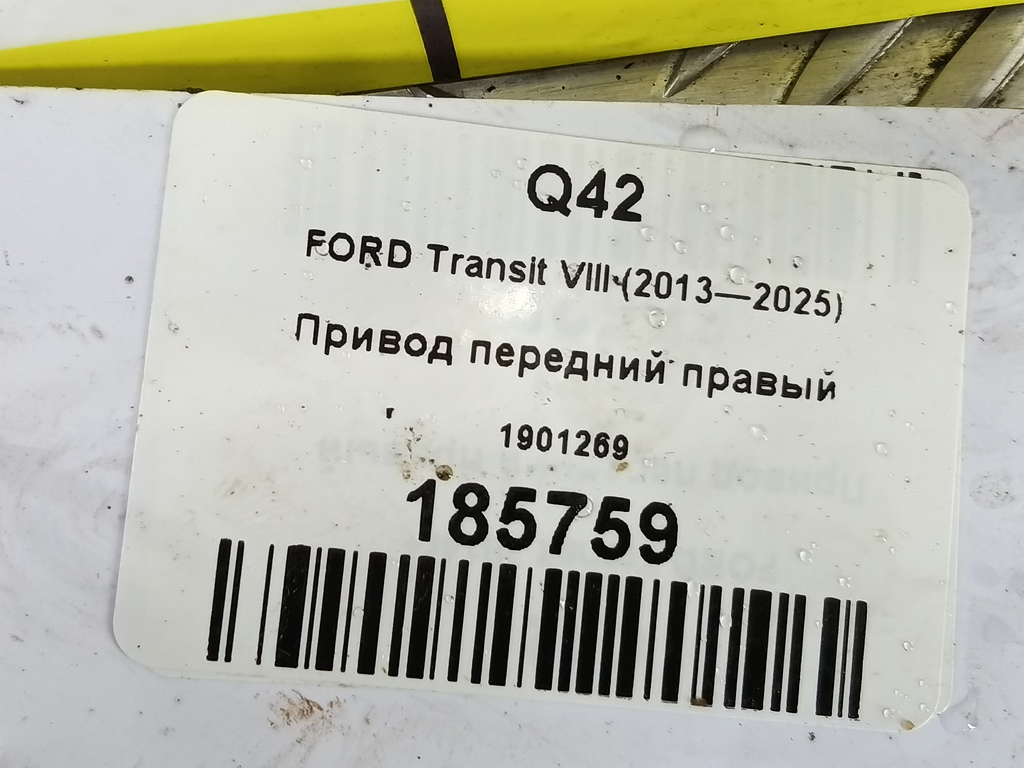 Q42
FORD Transit VIII (2013—2025)
Привод передний правый
1901269
185759